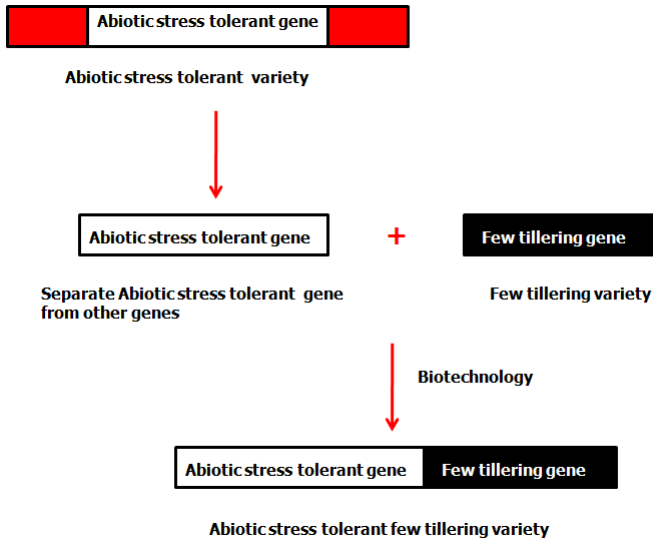 Abiotic stress tolerant gene
Abiotic stress tolerant variety
Abiotic stress tolerant gene
+
Few tillering gene
Separate Abiotic stress tolerant gene
from other genes
Few tillering variety
Biotechnology
Abiotic stress tolerant gene
Few tillering gene
Abiotic stress tolerant few tillering variety